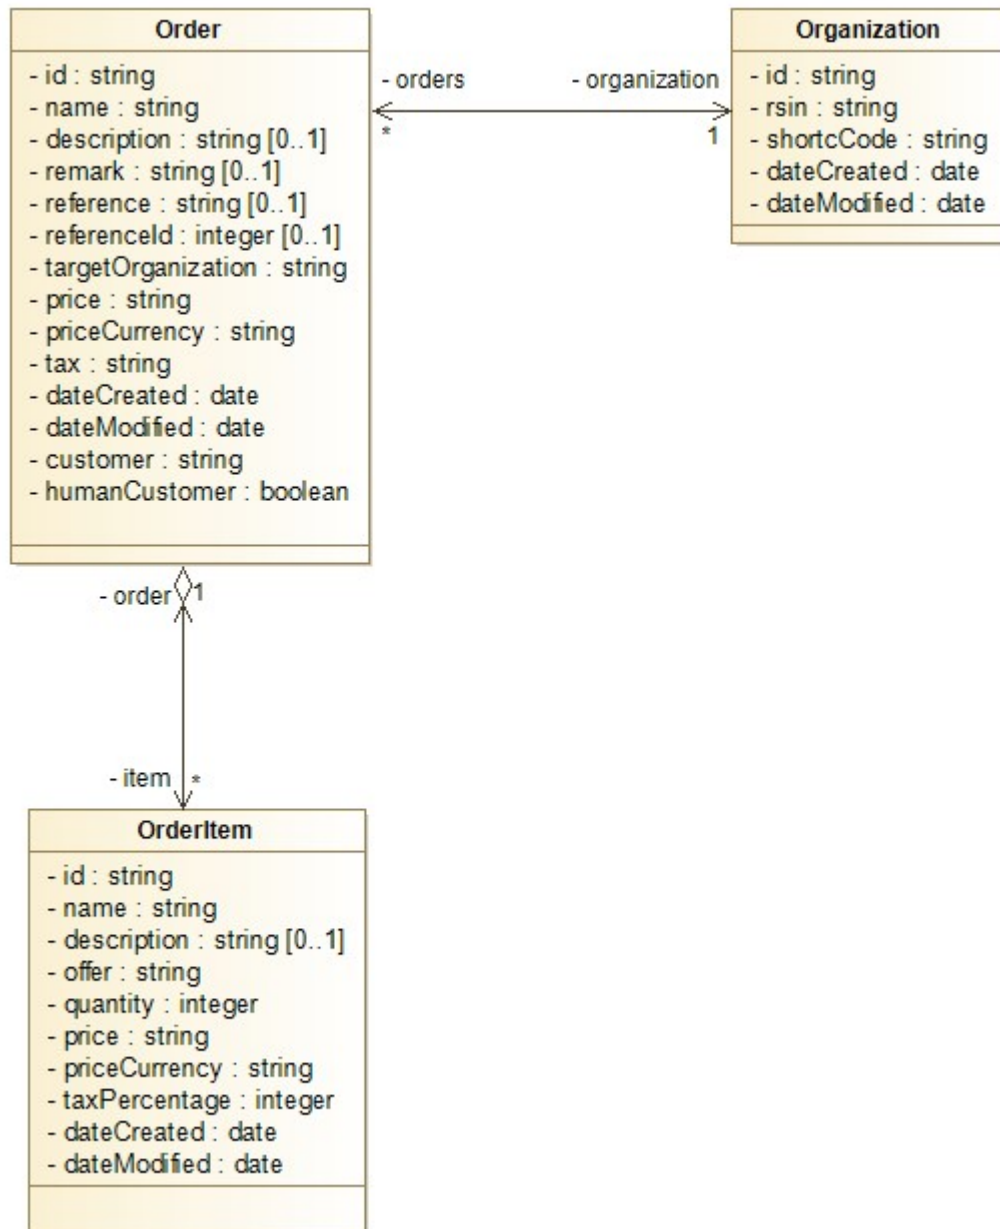 Order
- id : string
- name : string
- description : string [0..1]
- remark : string [0..1]
- reference : string [0..1]
- referenceId : integer [0..1]
- targetOrganization : string
- price : string
- priceCurrency : string
- tax : string
- dateCreated : date
- dateModified : date
- customer : string
- humanCustomer : boolean
- orders
*
- organization
1
Organization
- id : string
- rsin : string
- shortcCode : string
- dateCreated : date
- dateModified : date
- order 1
- item *
OrderItem
- id : string
- name : string
- description : string [0..1]
- offer : string
- quantity : integer
- price : string
- priceCurrency : string
- taxPercentage : integer
- dateCreated : date
- dateModified : date